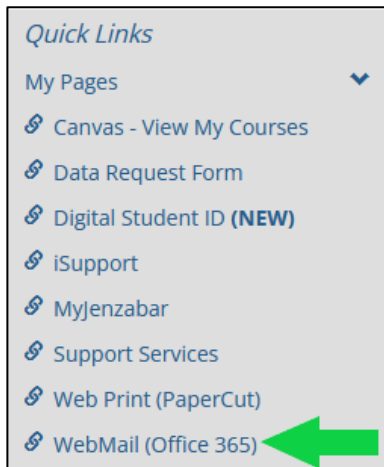 Quick Links
My Pages
Canvas - View My Courses
Data Request Form
Digital Student ID (NEW)
iSupport
MyJenzabar
Support Services
Web Print (PaperCut)
WebMail (Office 365)